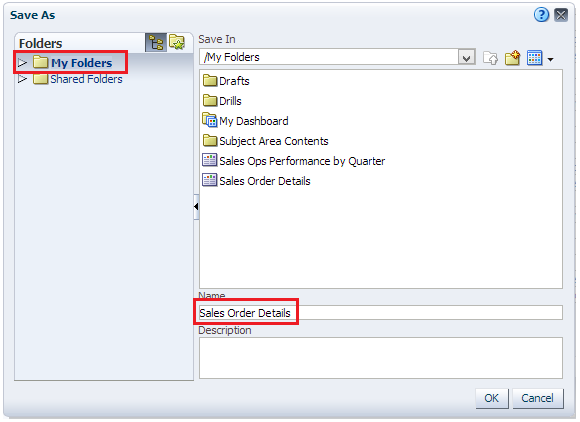 Save As
Folders
My Folders
Shared Folders
Save In
/My Folders
Drafts
Drills
My Dashboard
Subject Area Contents
Sales Ops Performance by Quarter
Sales Order Details
Name
Sales Order Details
Description
OK
Cancel